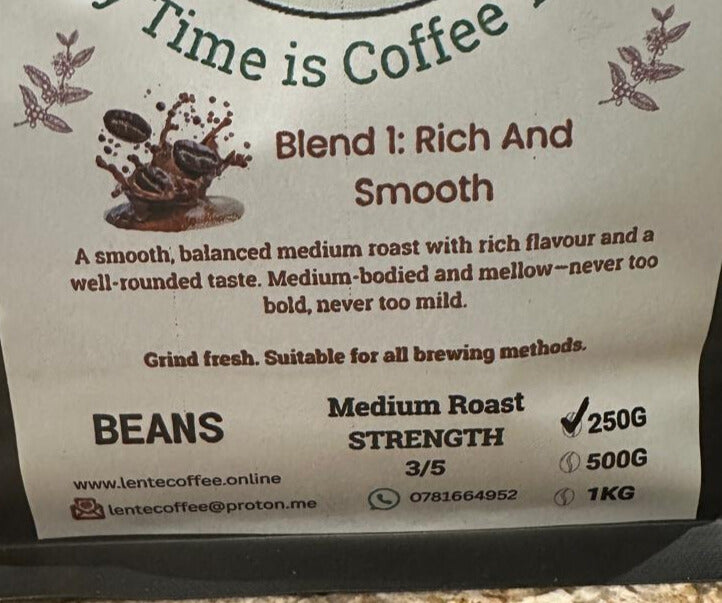 Time is Coffee
Blend 1: Rich And
Smooth
A smooth, balanced medium roast with rich flavour and a
well-rounded taste. Medium-bodied and mellow—never too
bold, never too mild.
Grind fresh. Suitable for all brewing methods.
BEANS
www.lentecoffee.online
lentecoffee@proton.me
Medium Roast
STRENGTH
3/5
0781664952
250G
500G
1KG